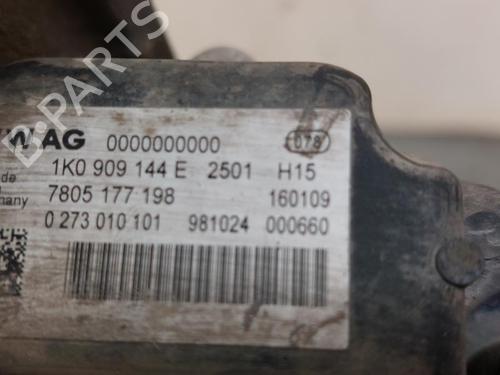 AG 0000000000 078
de 1K0 909 144 E 2501 H15
many 7805 177 198 160109
0 273 010 101 981024 000660
B-PARTS